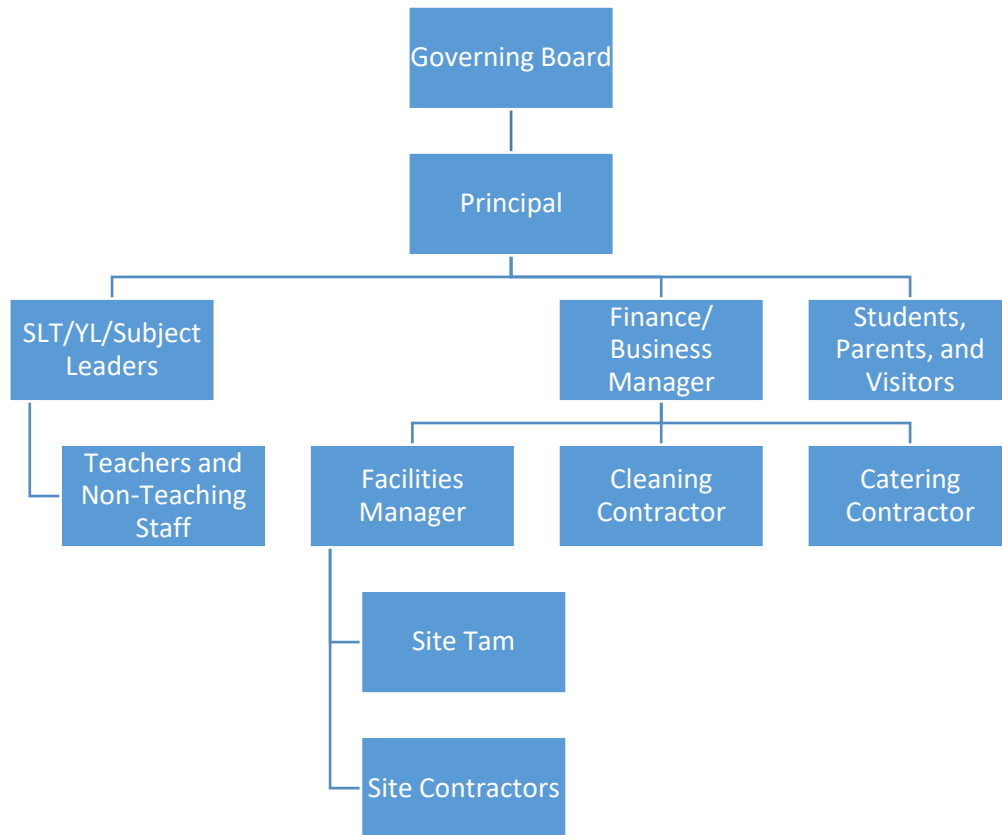 Governing Board
Principal
SLT/YL/Subject
Leaders
Finance/
Business
Manager
Students,
Parents, and
Visitors
Teachers and
Non-Teaching
Staff
Facilities
Manager
Cleaning
Contractor
Catering
Contractor
Site Tam
Site Contractors